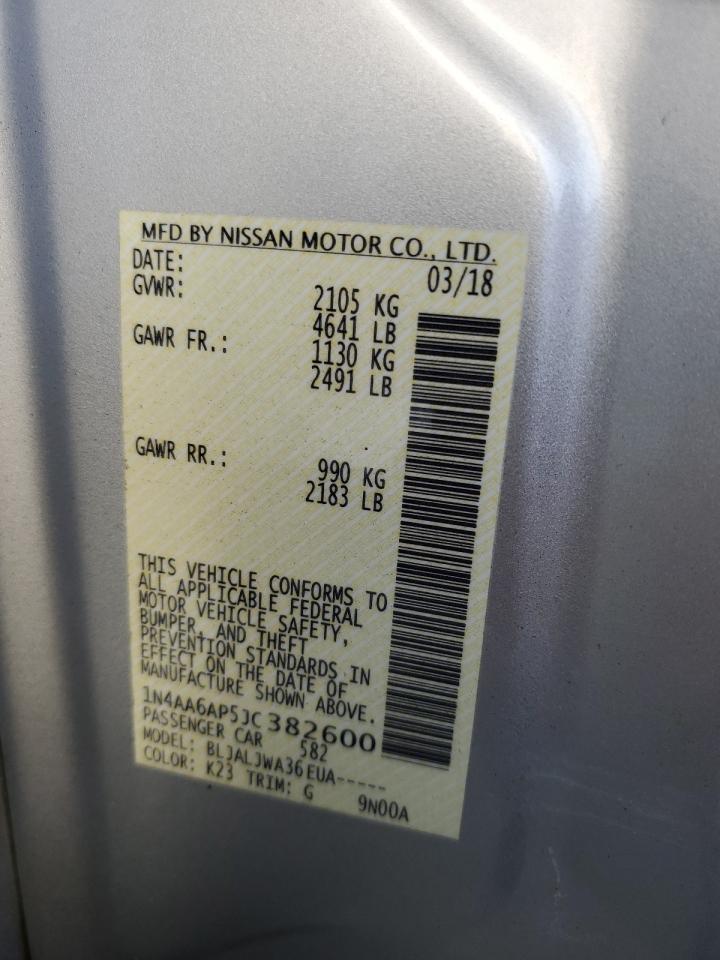 MFD BY NISSAN MOTOR CO., LTD.
DATE: 03/18
GVWR: 2105 KG
4641 LB
GAWR FR.: 1130 KG
2491 LB
GAWR RR.: 990 KG
2183 LB
THIS VEHICLE CONFORMS TO
ALL APPLICABLE FEDERAL
MOTOR VEHICLE SAFETY,
BUMPER, AND THEFT
PREVENTION STANDARDS IN
EFFECT ON THE DATE OF
MANUFACTURE SHOWN ABOVE.
1N4AA6AP5JC382600
PASSENGER CAR 582
MODEL: BLJALJWA36EUA-----
COLOR: K23 TRIM: G 9N00A